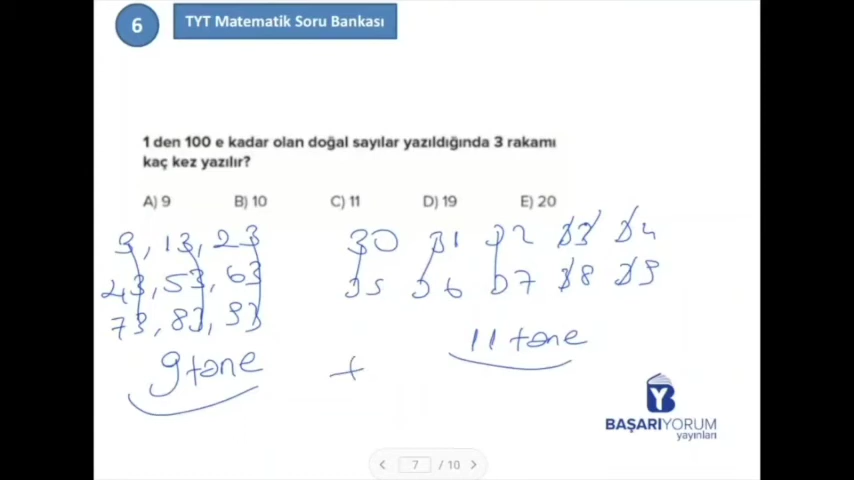 6
TYT Matematik Soru Bankası
1 den 100 e kadar olan doğal sayılar yazıldığında 3 rakamı
kaç kez yazılır?
A) 9 B) 10 C) 11 D) 19 E) 20
3, 13, 23 30 31 32 33 34
43, 53, 63 35 36 37 38 39
73, 83, 93
9 tane + 11 tane
BAŞARIYORUM
yayınları
7 / 10